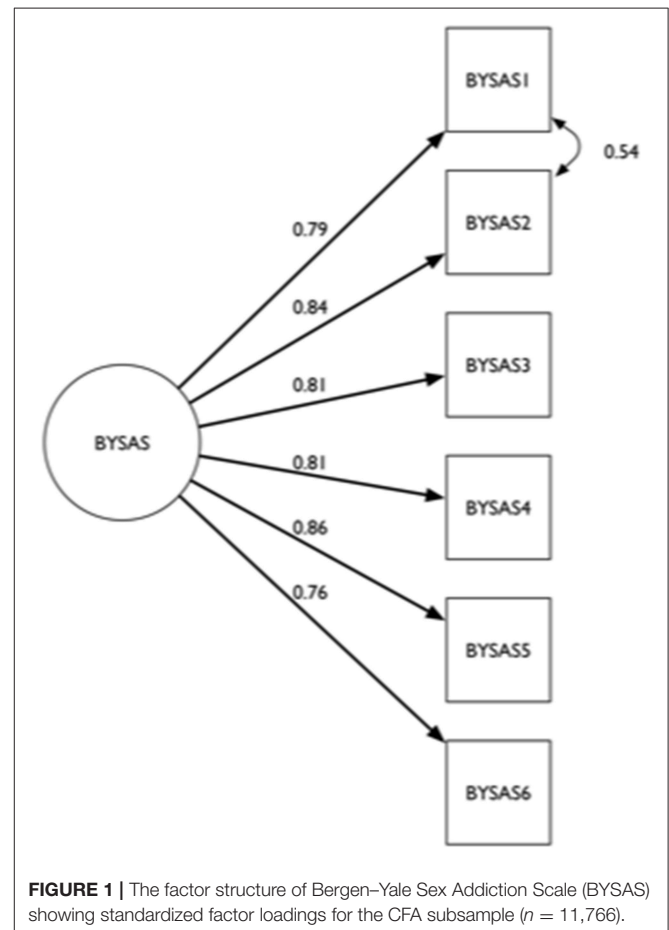 BYSAS1
0.54
0.79
BYSAS2
0.84
BYSAS3
0.81
BYSAS
0.81
BYSAS4
0.86
0.76
BYSAS5
BYSAS6
FIGURE 1 | The factor structure of Bergen–Yale Sex Addiction Scale (BYSAS)
showing standardized factor loadings for the CFA subsample (n = 11,766).